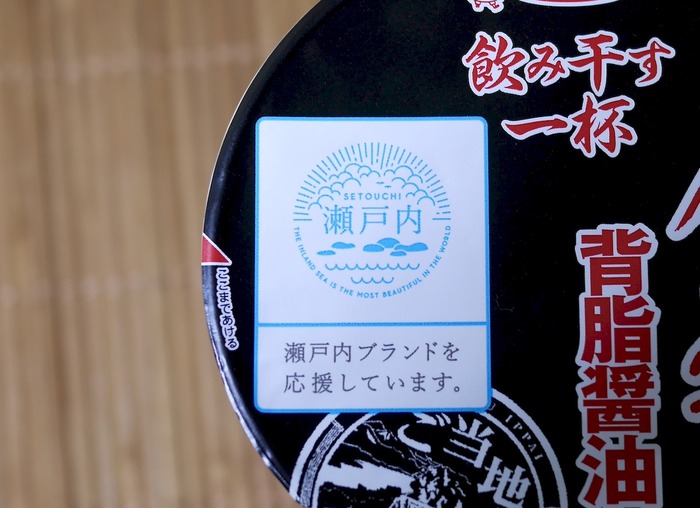 飲み干す
一杯
SETOUCHI
瀬戸内
THE INLAND SEA IS THE MOST BEAUTIFUL IN THE WORLD
瀬戸内ブランドを
応援しています。
ここまであける
背脂醤油
ご当地
IPPAI